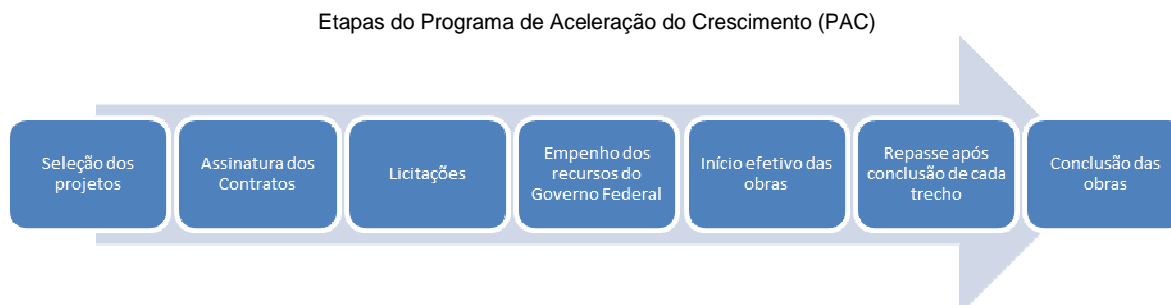 Etapas do Programa de Aceleração do Crescimento (PAC)
Seleção dos
projetos
Assinatura dos
Contratos
Licitações
Empenho dos
recursos do
Governo Federal
Início efetivo das
obras
Repasse após
conclusão de cada
trecho
Conclusão das
obras